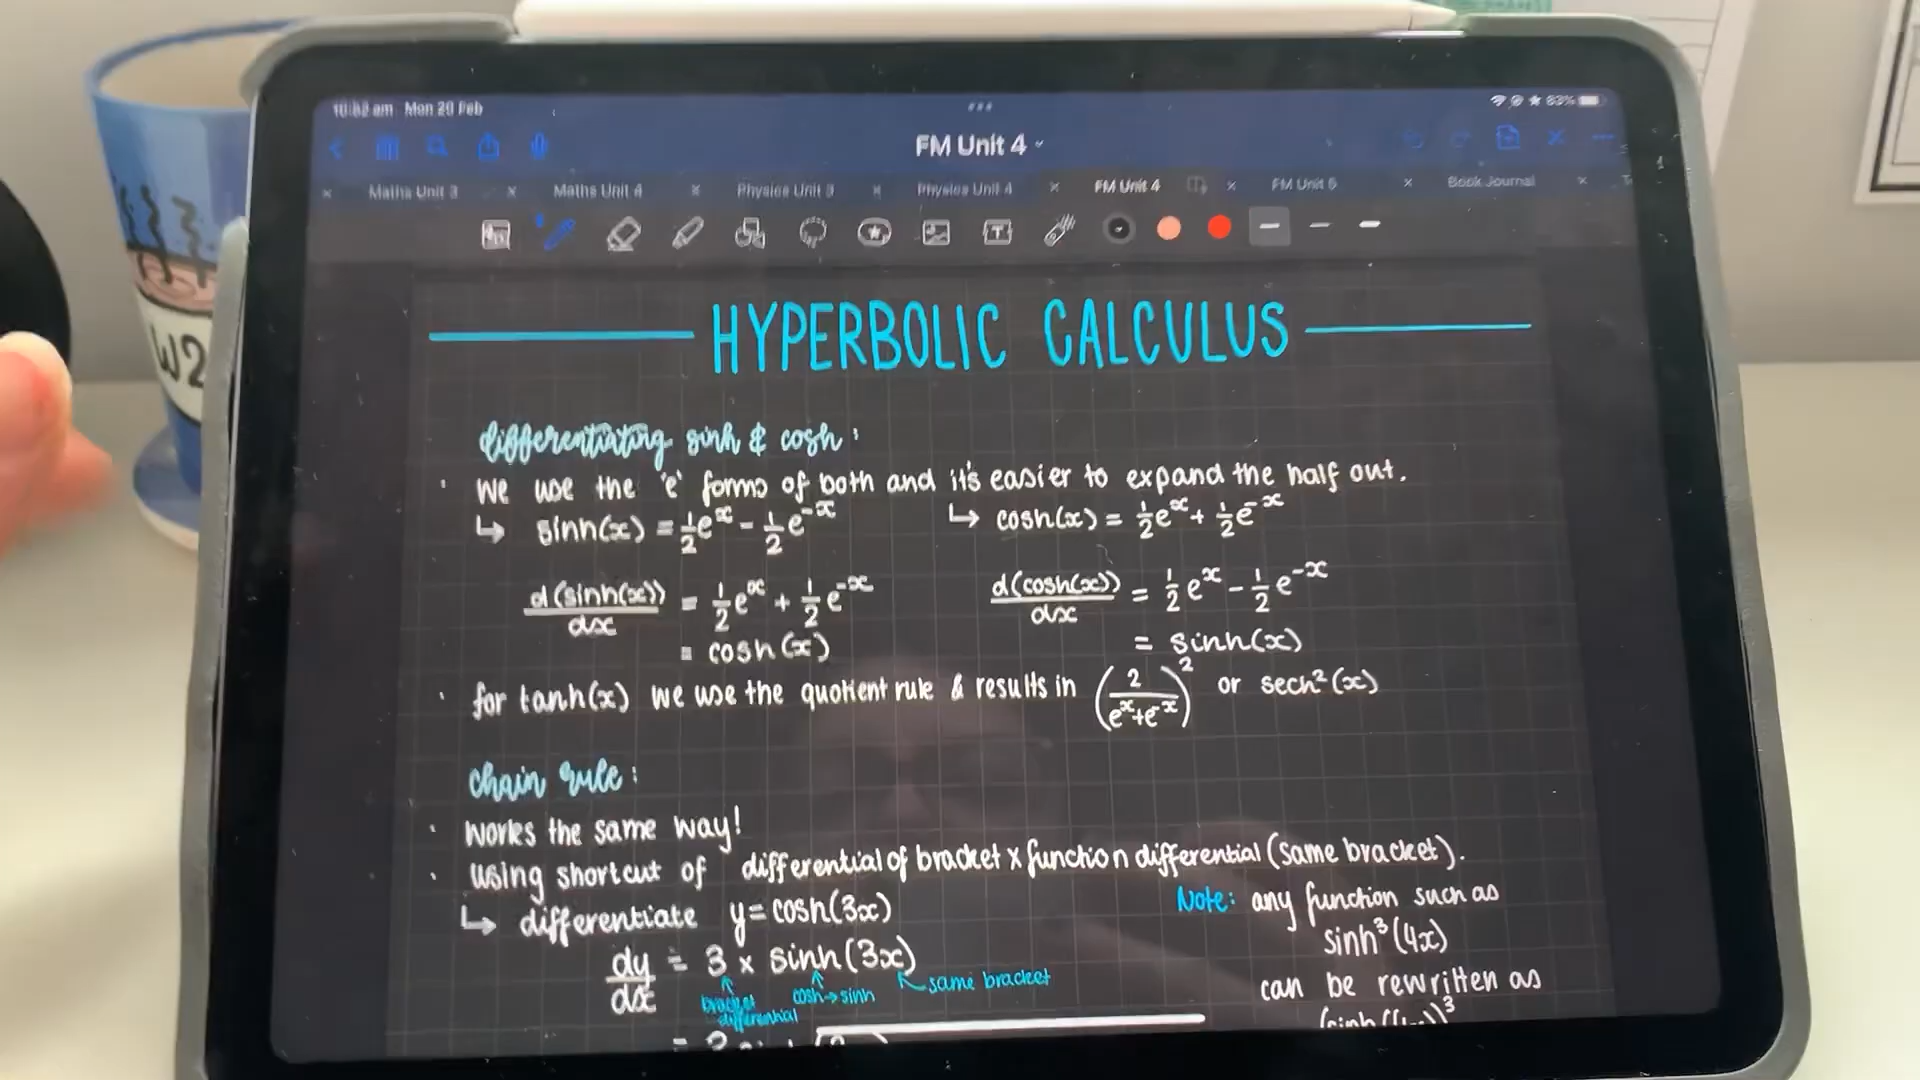 10:52 am Mon 20 Feb
63%
FM Unit 4
Maths Unit 3 Maths Unit 4 Physics Unit 3 Physics Unit 4 FM Unit 4 FM Unit 5 Book Journal
HYPERBOLIC CALCULUS
differentiating sinh & cosh:
• We use the 'e' forms of both and it's easier to expand the half out.
↳ sinh(x) = ½e^x - ½e^-x ↳ cosh(x) = ½e^x + ½e^-x
d(sinh(x))/dx = ½e^x + ½e^-x d(cosh(x))/dx = ½e^x - ½e^-x
= cosh(x) = sinh(x)
• for tanh(x) we use the quotient rule & results in (2/(e^x+e^-x))² or sech²(x)
chain rule:
• works the same way!
• using shortcut of differential of bracket x function differential (same bracket).
↳ differentiate y = cosh(3x)
dy/dx = 3 x sinh(3x)
bracket differential
cosh→sinh
same bracket
Note: any function such as
sinh³(4x)
can be rewritten as
W2